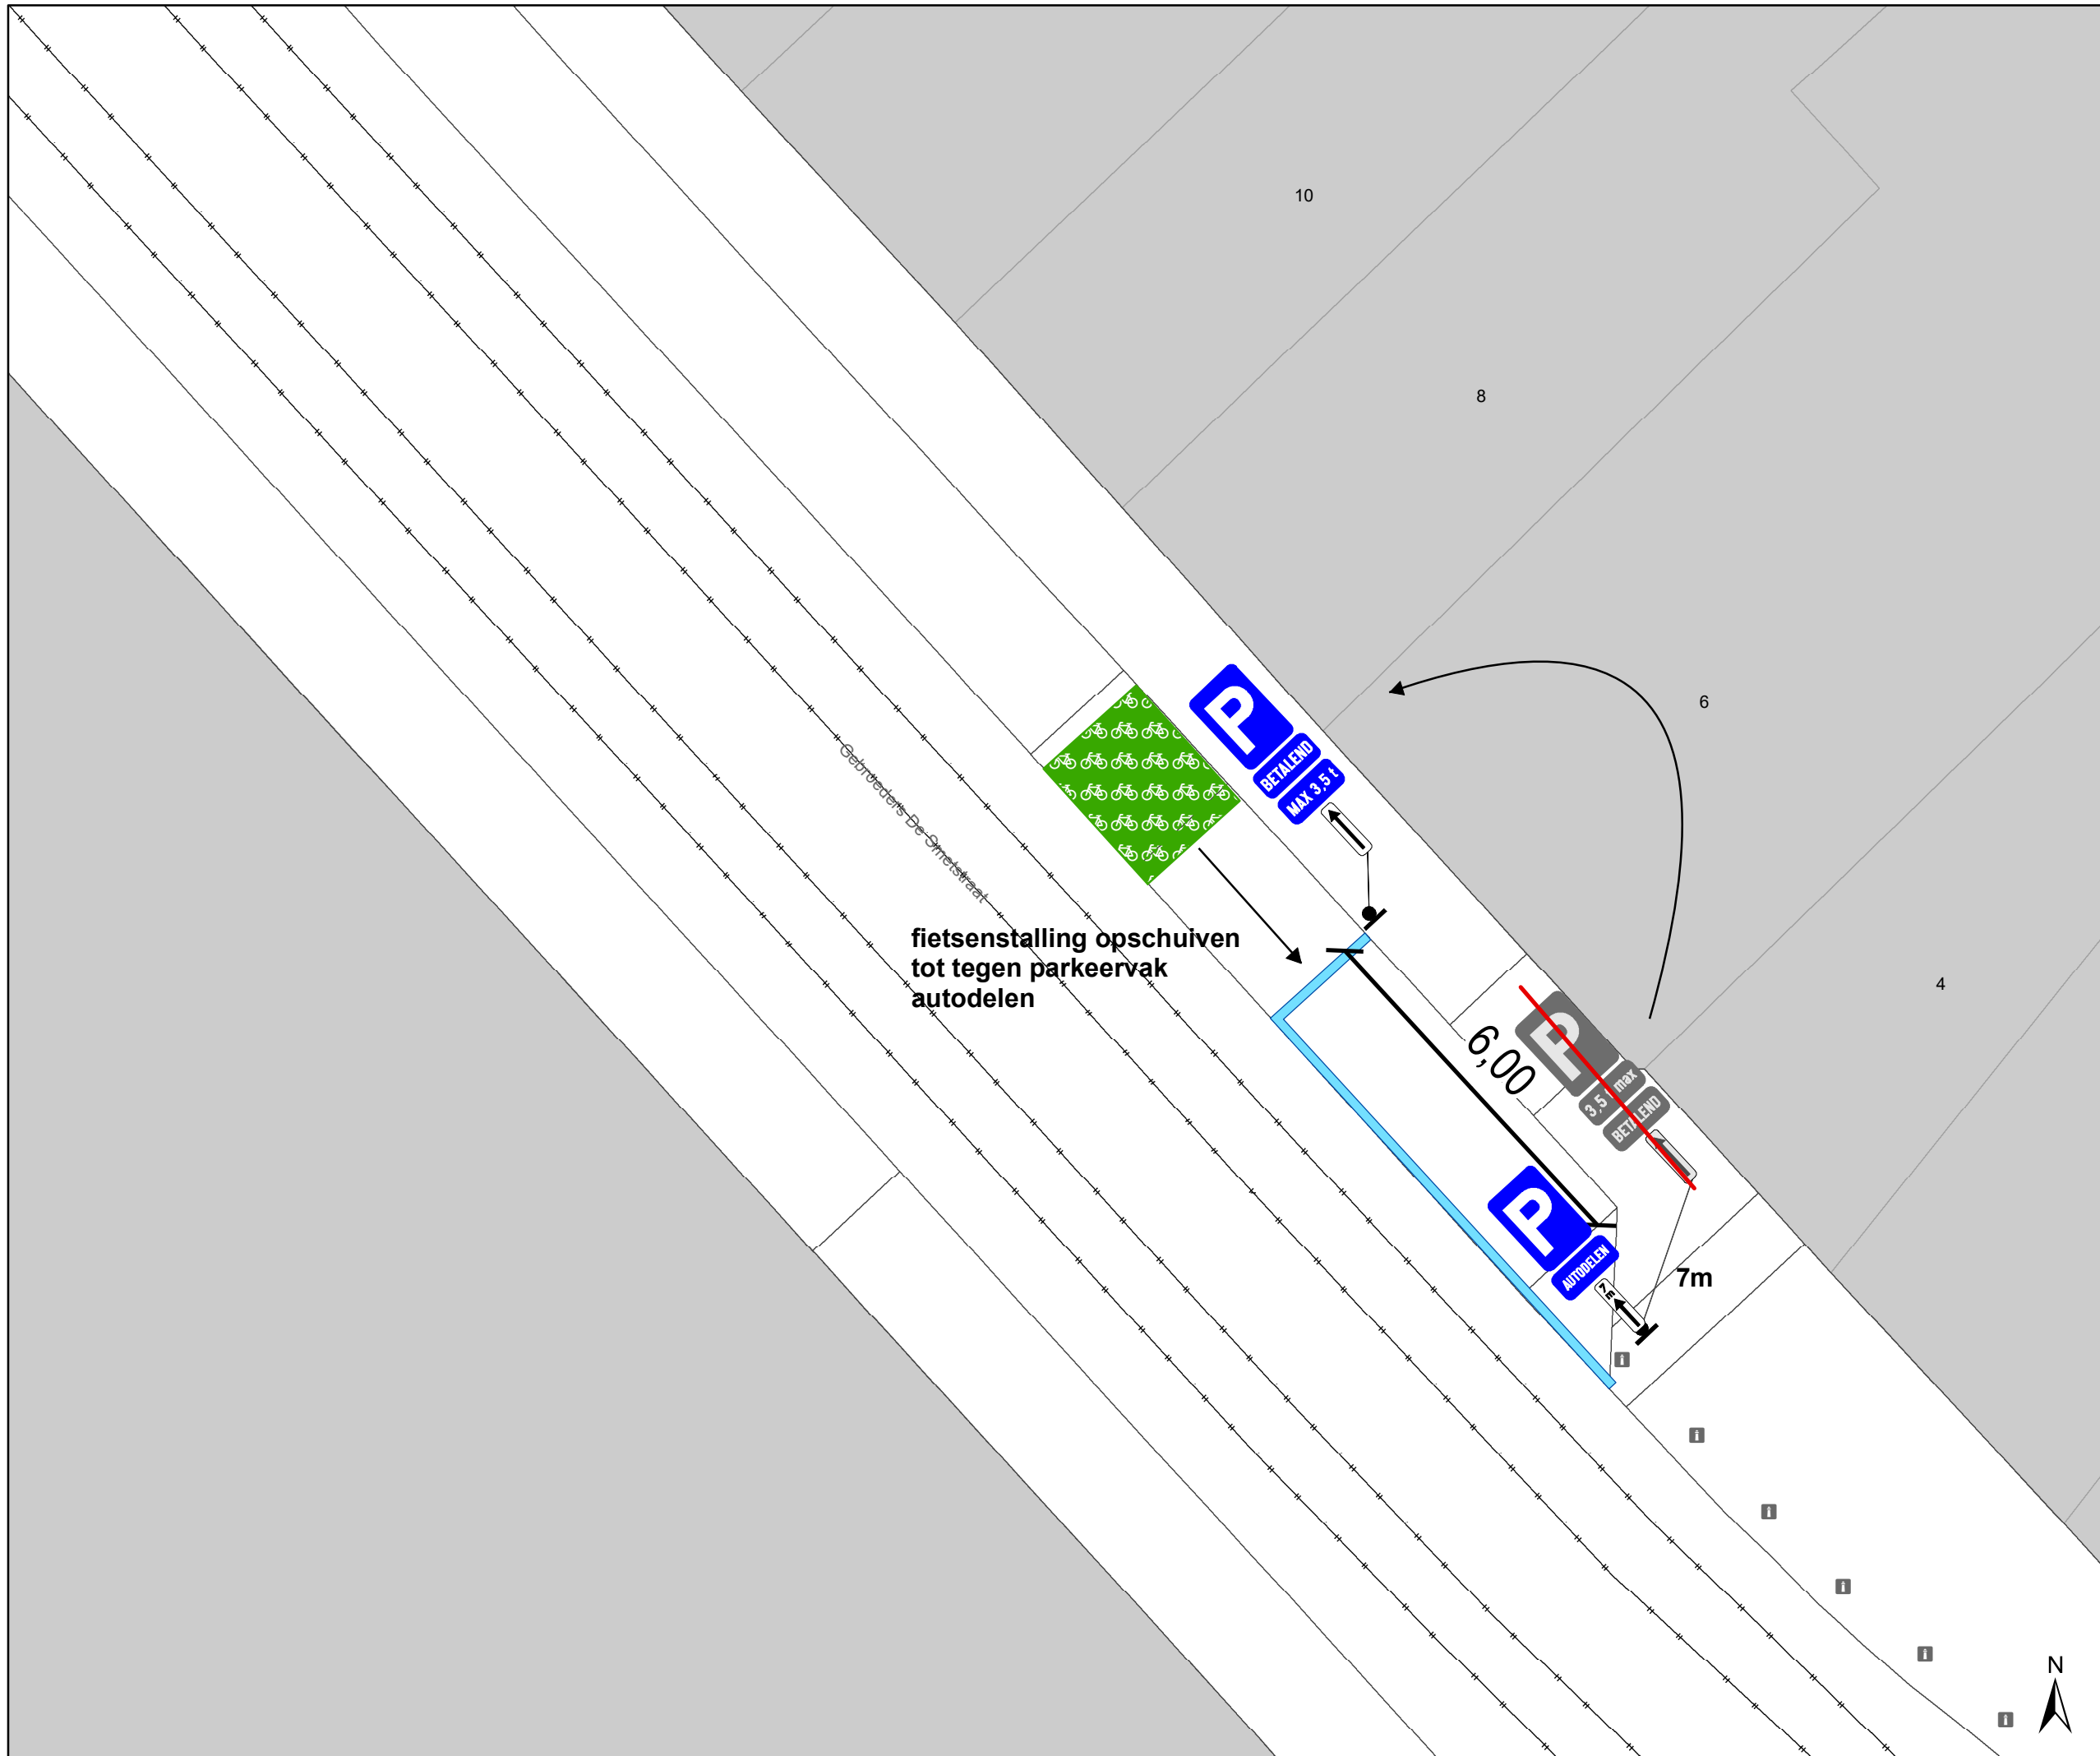 10
8
6
4
P
BETALEND
MAX 3,5 t
Gebroeders De Smetstraat
fietsenstalling opschuiven
tot tegen parkeervak
autodelen
6,00
P
3,5 max
BETALEND
P
AUTODELEN
7 m
7m
N